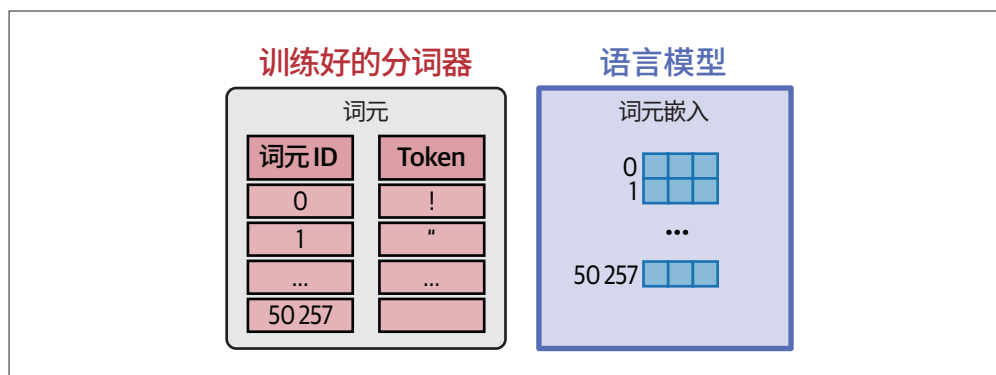 训练好的分词器
词元
词元 ID Token
0 !
1 "
... ...
50 257
语言模型
词元嵌入
0
1
...
50 257